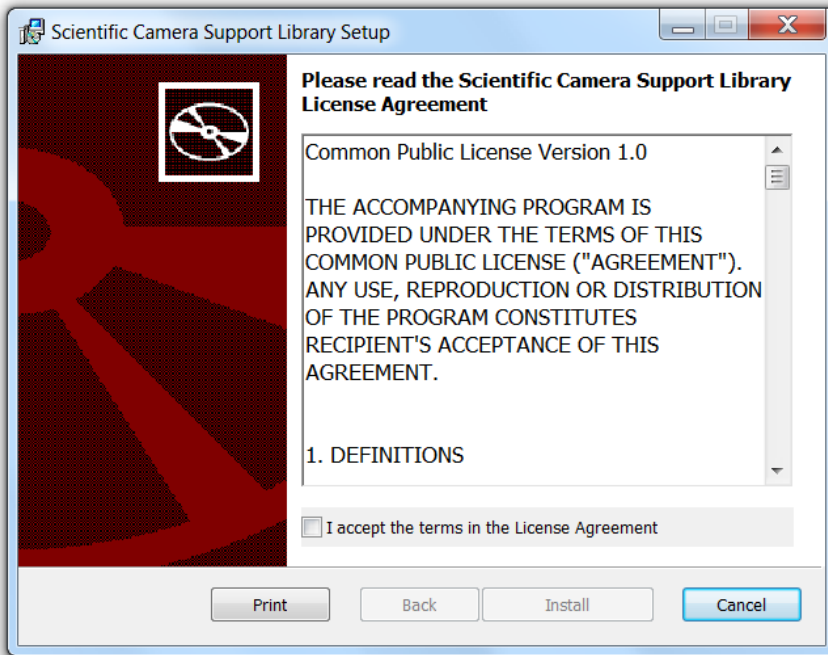 Scientific Camera Support Library Setup
Please read the Scientific Camera Support Library
License Agreement
Common Public License Version 1.0
THE ACCOMPANYING PROGRAM IS
PROVIDED UNDER THE TERMS OF THIS
COMMON PUBLIC LICENSE ("AGREEMENT").
ANY USE, REPRODUCTION OR DISTRIBUTION
OF THE PROGRAM CONSTITUTES
RECIPIENT'S ACCEPTANCE OF THIS
AGREEMENT.
1. DEFINITIONS
I accept the terms in the License Agreement
Print Back Install Cancel